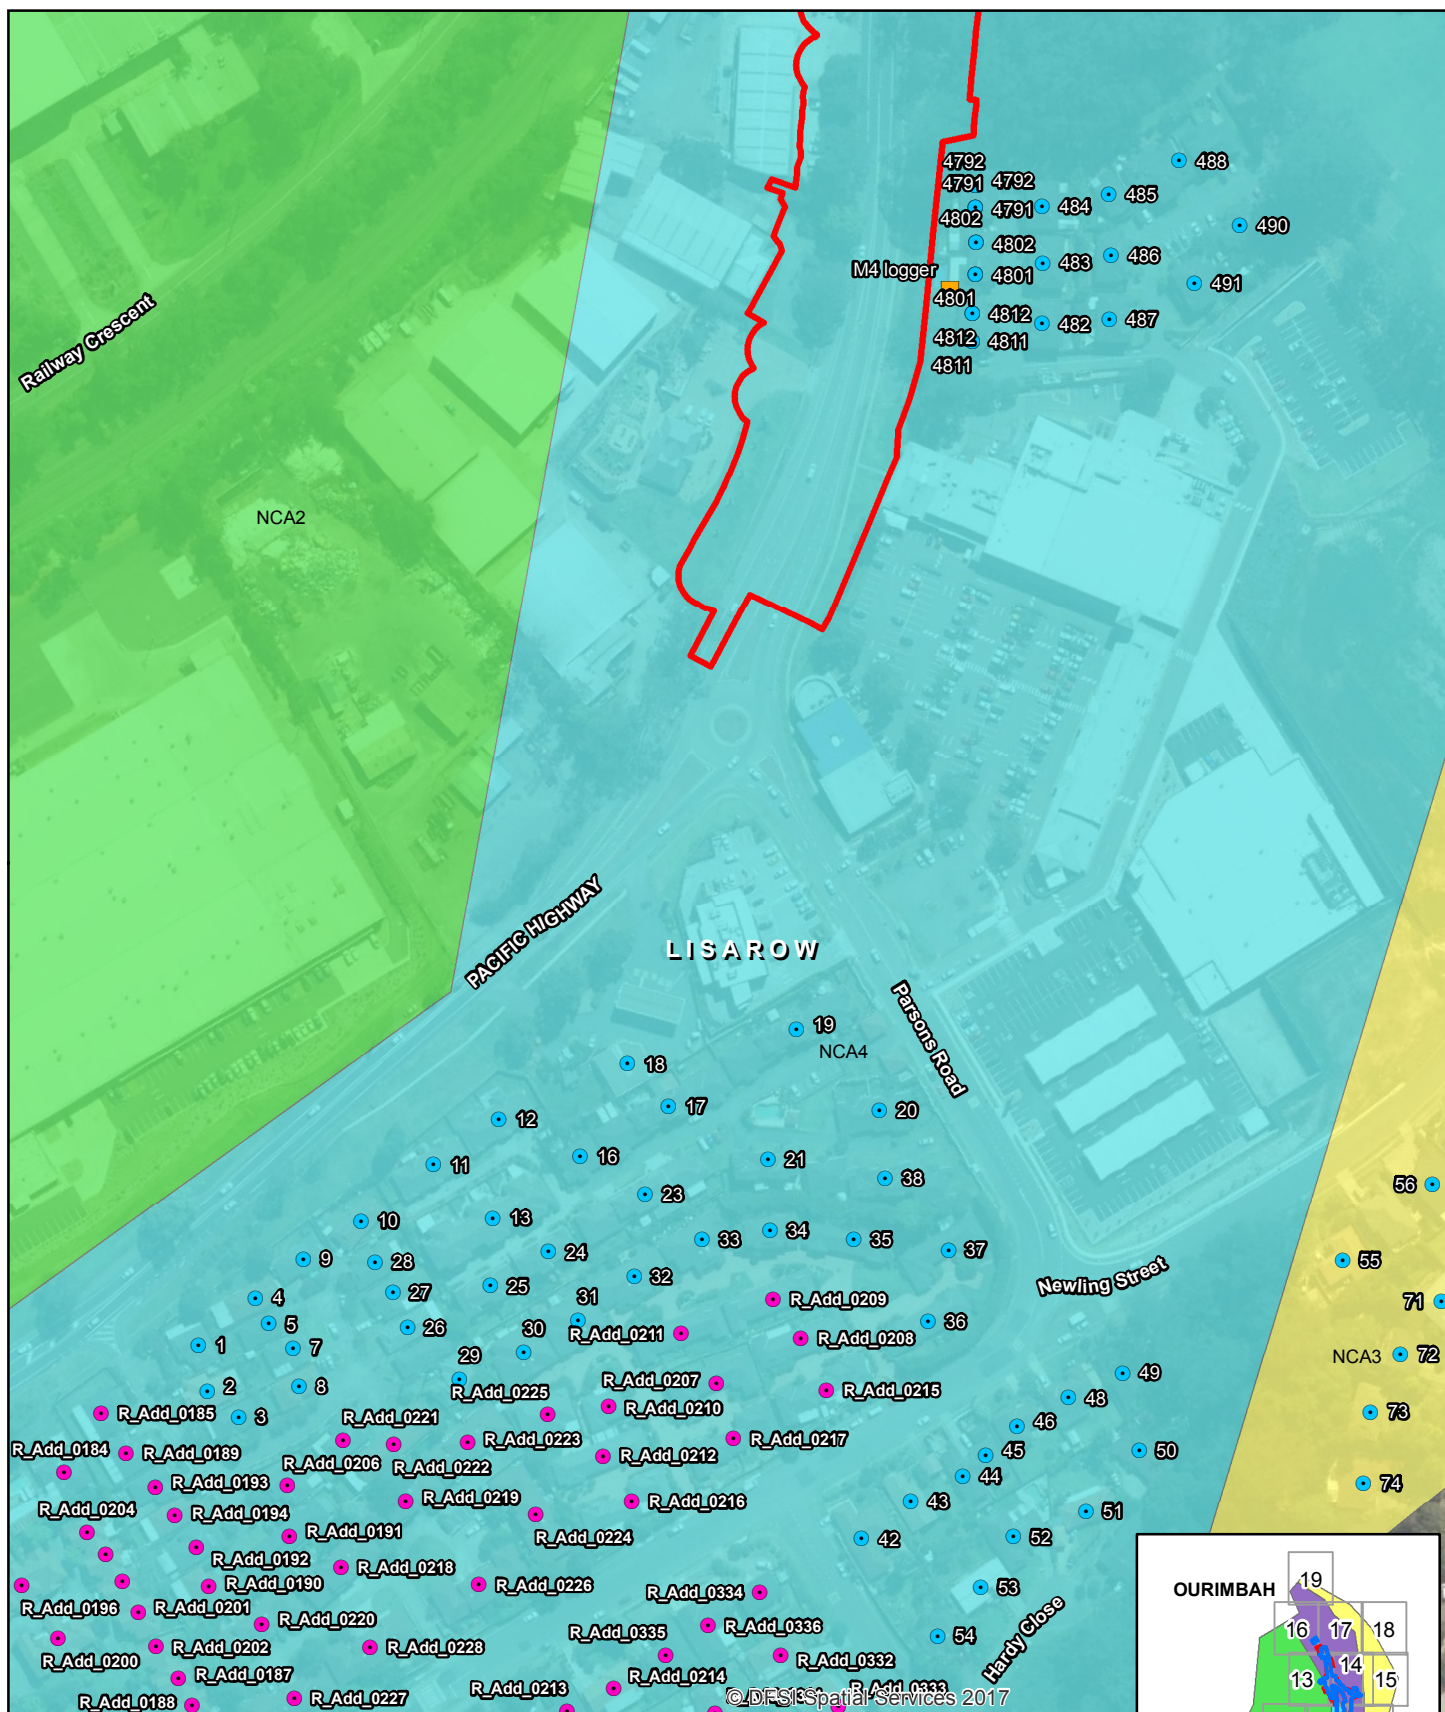 4792
4791 4792
4802 4791
484
485
488
490
4802
483
486
491
M4 logger
4801
4801
4812
482
487
4812 4811
4811
Railway Crescent
NCA2
PACIFIC HIGHWAY
LISAROW
Parsons Road
19
NCA4
18
17
20
12
16
21
11
38
56
23
10
13
34
33
35
37
9
28
24
55
Newling Street
32
25
27
4
31
R_Add_0209
71
5
26
30
R_Add_0211
R_Add_0208
36
1
7
29
NCA3
72
2
8
R_Add_0225
R_Add_0207
R_Add_0215
49
48
R_Add_0185
3
R_Add_0221
R_Add_0210
73
R_Add_0184
R_Add_0189
R_Add_0206
R_Add_0222
R_Add_0223
R_Add_0212
R_Add_0217
46
45
50
R_Add_0193
44
74
R_Add_0204
R_Add_0194
R_Add_0219
R_Add_0216
43
51
R_Add_0191
R_Add_0224
42
52
R_Add_0192
R_Add_0218
R_Add_0190
R_Add_0226
R_Add_0334
53
R_Add_0196
R_Add_0201
R_Add_0220
R_Add_0336
54
Hardy Close
R_Add_0200
R_Add_0202
R_Add_0228
R_Add_0335
R_Add_0332
R_Add_0187
R_Add_0214
R_Add_0188
R_Add_0227
R_Add_0213
R_Add_0333
© DFSI Spatial Services 2017
OURIMBAH
19
16 17 18
13 14 15